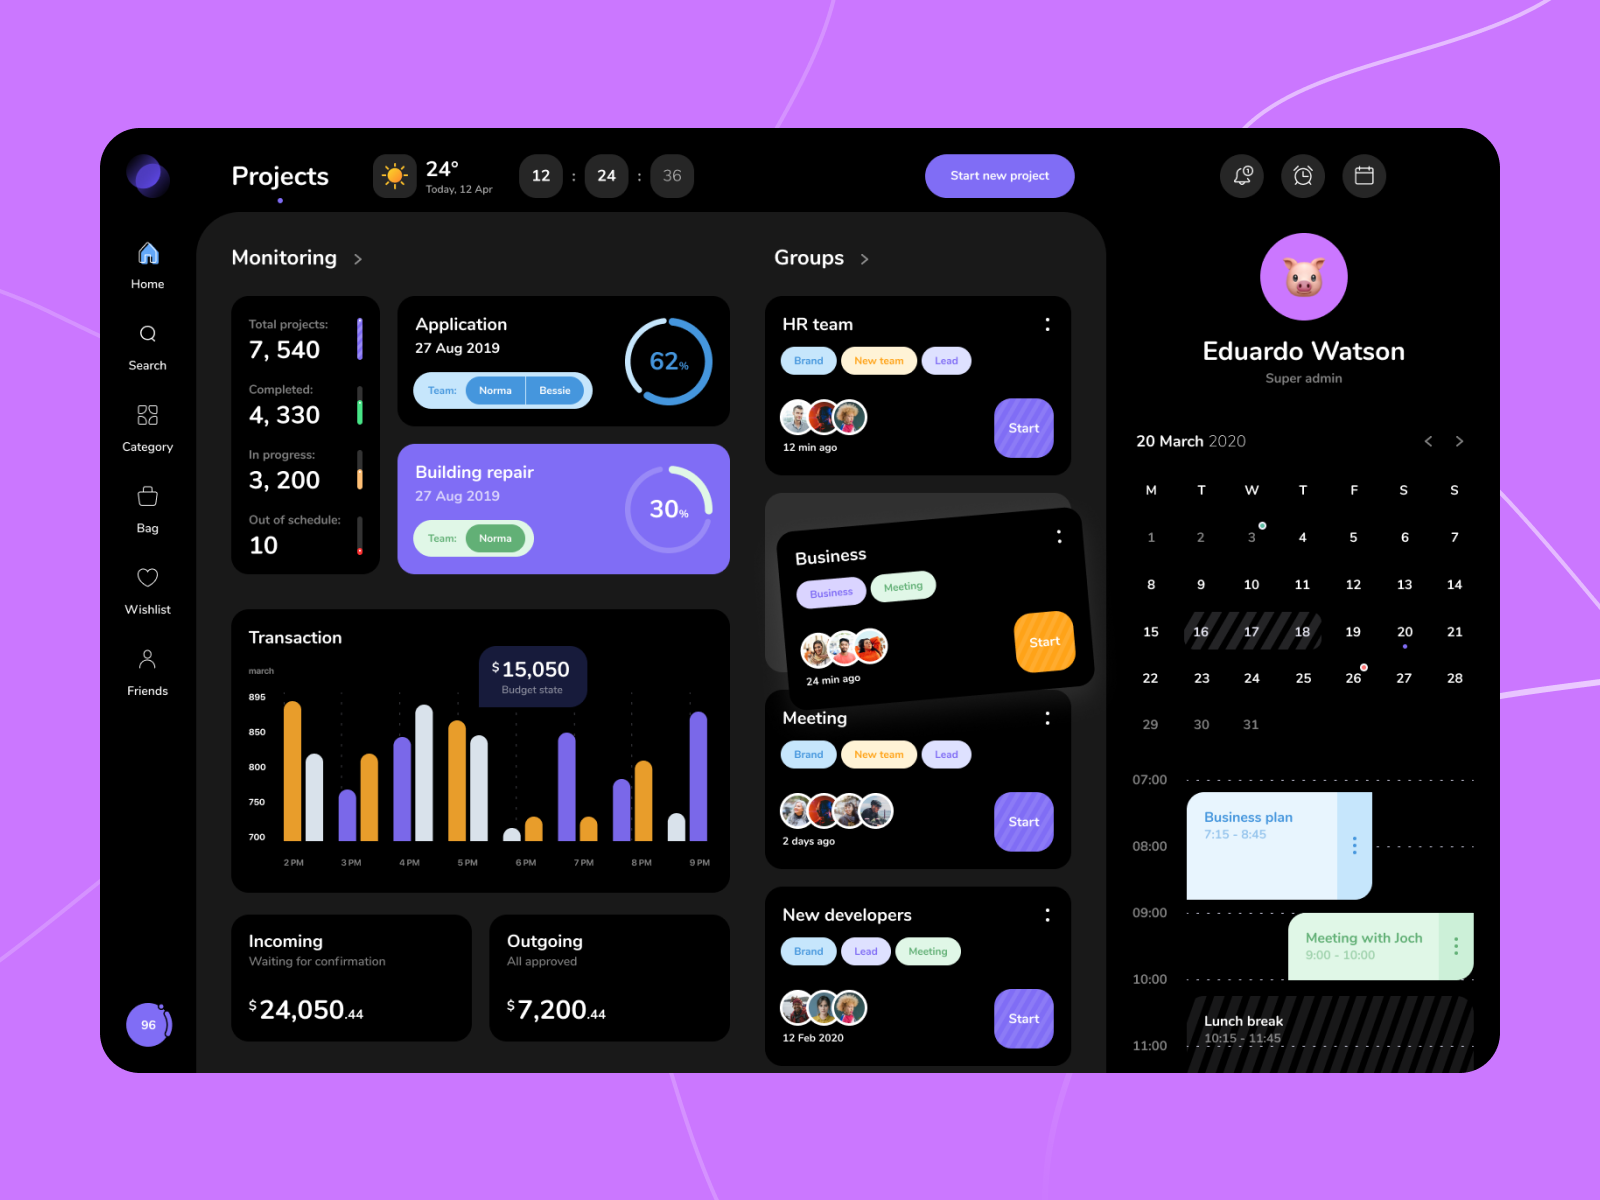 Projects
24°
Today, 12 Apr
12 : 24 : 36
Start new project
Home
Search
Category
Bag
Wishlist
Friends
96
Monitoring
Total projects:
7, 540
Completed:
4, 330
In progress:
3, 200
Out of schedule:
10
Application
27 Aug 2019
Team: Norma Bessie
62%
Building repair
27 Aug 2019
Team: Norma
30%
Transaction
march
$15,050
Budget state
895
850
800
750
700
2 PM 3 PM 4 PM 5 PM 6 PM 7 PM 8 PM 9 PM
Incoming
Waiting for confirmation
$24,050.44
Outgoing
All approved
$7,200.44
Groups
HR team
Brand New team Lead
12 min ago
Start
Business
Business Meeting
24 min ago
Start
Meeting
Brand New team Lead
2 days ago
Start
New developers
Brand Lead Meeting
12 Feb 2020
Start
1
Eduardo Watson
Super admin
20 March 2020
M T W T F S S
1 2 3 4 5 6 7
8 9 10 11 12 13 14
15 16 17 18 19 20 21
22 23 24 25 26 27 28
29 30 31
07:00
Business plan
7:15 - 8:45
08:00
09:00
Meeting with Joch
9:00 - 10:00
10:00
Lunch break
10:15 - 11:45
11:00